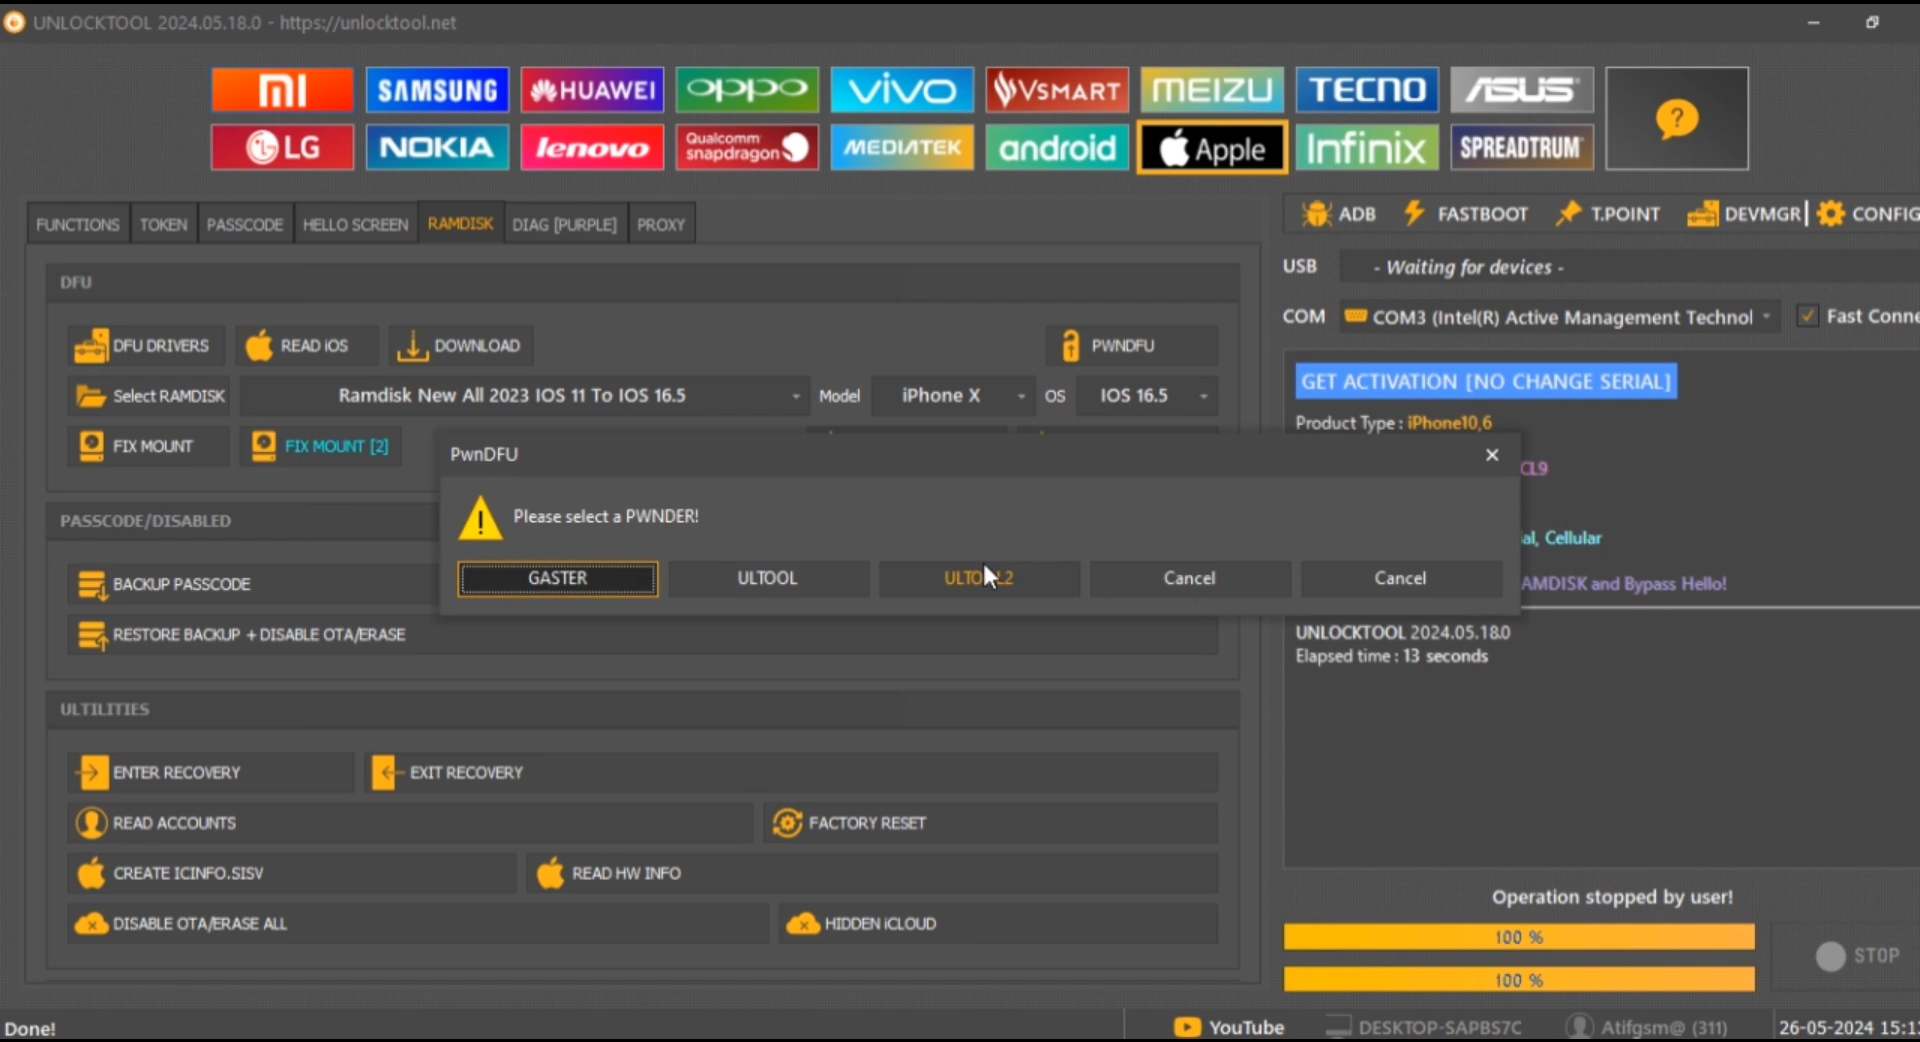 UNLOCKTOOL 2024.05.18.0 - https://unlocktool.net
mi SAMSUNG HUAWEI oppo vivo VSMART MEIZU TECNO ASUS ?
LG NOKIA lenovo Qualcomm snapdragon MEDIATEK android Apple Infinix SPREADTRUM
FUNCTIONS TOKEN PASSCODE HELLO SCREEN RAMDISK DIAG [PURPLE] PROXY
DFU
DFU DRIVERS READ iOS DOWNLOAD PWNDFU
Select RAMDISK Ramdisk New All 2023 IOS 11 To IOS 16.5 Model iPhone X OS IOS 16.5
FIX MOUNT FIX MOUNT [2]
PwnDFU
Please select a PWNDER!
GASTER ULTOOL Cancel Cancel
PASSCODE/DISABLED
BACKUP PASSCODE
RESTORE BACKUP + DISABLE OTA/ERASE
ULTILITIES
ENTER RECOVERY EXIT RECOVERY
READ ACCOUNTS FACTORY RESET
CREATE ICINFO.SISV READ HW INFO
DISABLE OTA/ERASE ALL HIDDEN iCLOUD
ADB FASTBOOT T.POINT DEVMGR CONFIG
USB - Waiting for devices -
COM COM3 (Intel(R) Active Management Technol Fast Conne
GET ACTIVATION [NO CHANGE SERIAL]
Product Type : iPhone10,6
CL9
al, Cellular
AMDISK and Bypass Hello!
UNLOCKTOOL 2024.05.18.0
Elapsed time : 13 seconds
Operation stopped by user!
100 %
100 %
STOP
Done! YouTube DESKTOP-SAPBS7C Atifgsm@ (311) 26-05-2024 15:1